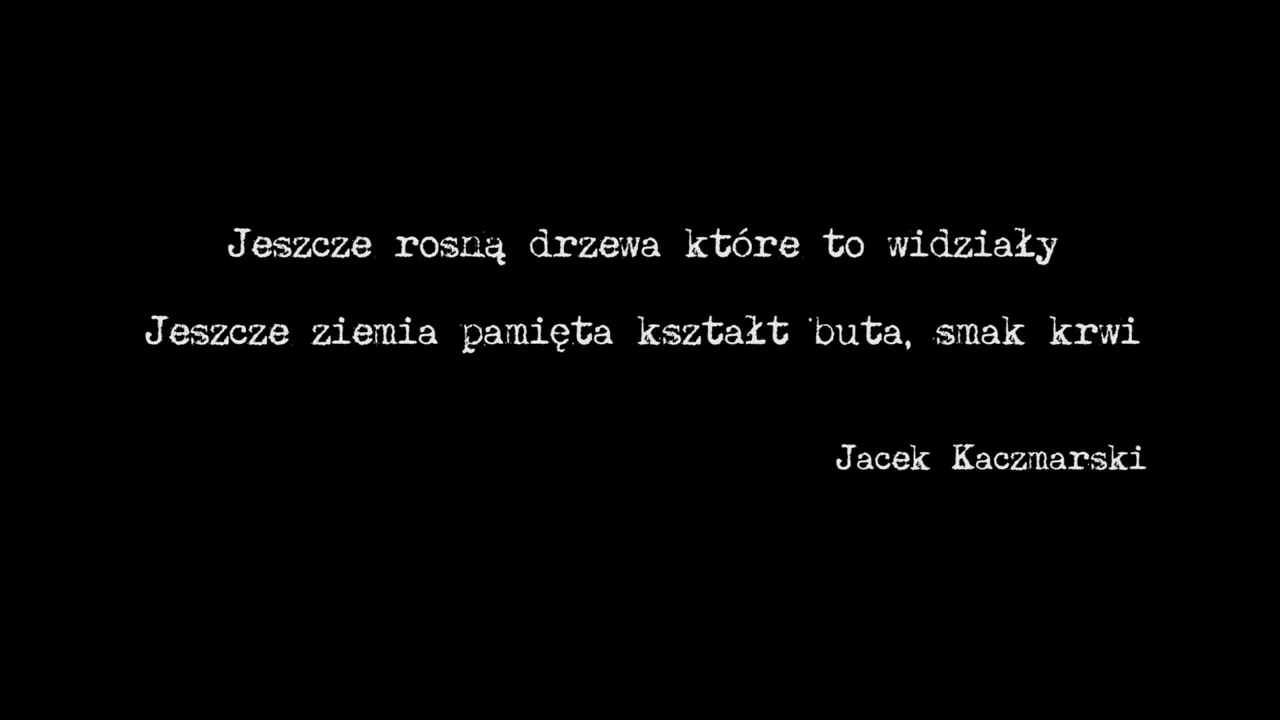 Jeszcze rosną drzewa które to widziały
Jeszcze ziemia pamięta kształt buta, smak krwi
Jacek Kaczmarski